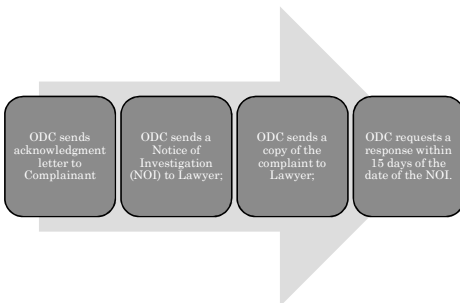 ODC sends
acknowledgment
letter to
Complainant
ODC sends a
Notice of
Investigation
(NOI) to Lawyer;
ODC sends a
copy of the
complaint to
Lawyer;
ODC requests a
response within
15 days of the
date of the NOI.